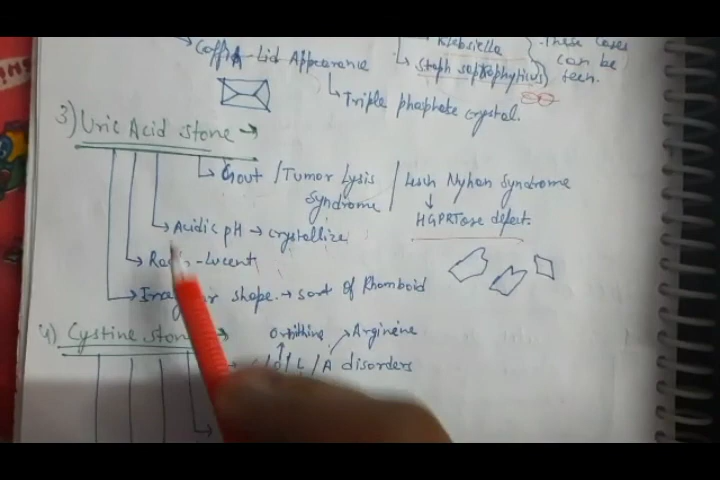 Coffin-Lid Appearance
Klebsiella
Staph saprophyticus
These cases
can be
seen.
Triple phosphate crystal.
3) Uric Acid stone →
Gout / Tumor Lysis
Syndrome / Lesch Nyhan Syndrome
↓
HGPRTase defect.
Acidic pH → crystallize
-Lucent
shape. → sort of Rhomboid
4) Cystine
Ornithine
Arginine
/O/L/A disorders